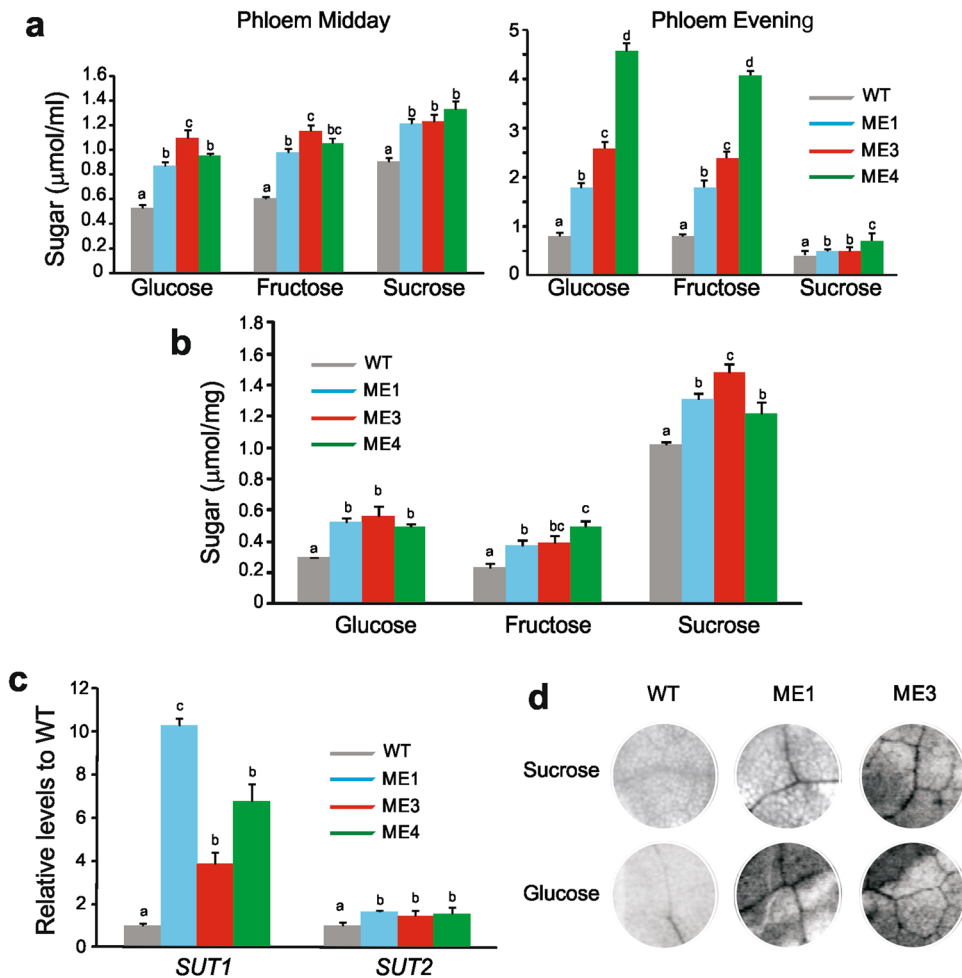 a
Phloem Midday
Phloem Evening
Sugar (μmol/ml)
1.6
1.4
1.2
1.0
0.8
0.6
0.4
0
a b c b
a b c bc
a b b b
Glucose Fructose Sucrose
5
4
3
2
1
0
a b c d
a b c d
a b b c
Glucose Fructose Sucrose
WT
ME1
ME3
ME4
b
Sugar (μmol/mg)
1.8
1.6
1.4
1.2
1.0
0.8
0.6
0.4
0.2
0
WT
ME1
ME3
ME4
a b b b
a b bc c
a b c b
Glucose Fructose Sucrose
c
Relative levels to WT
12
10
8
6
4
2
0
a c b b
a b b b
WT
ME1
ME3
ME4
SUT1 SUT2
d
WT ME1 ME3
Sucrose
Glucose